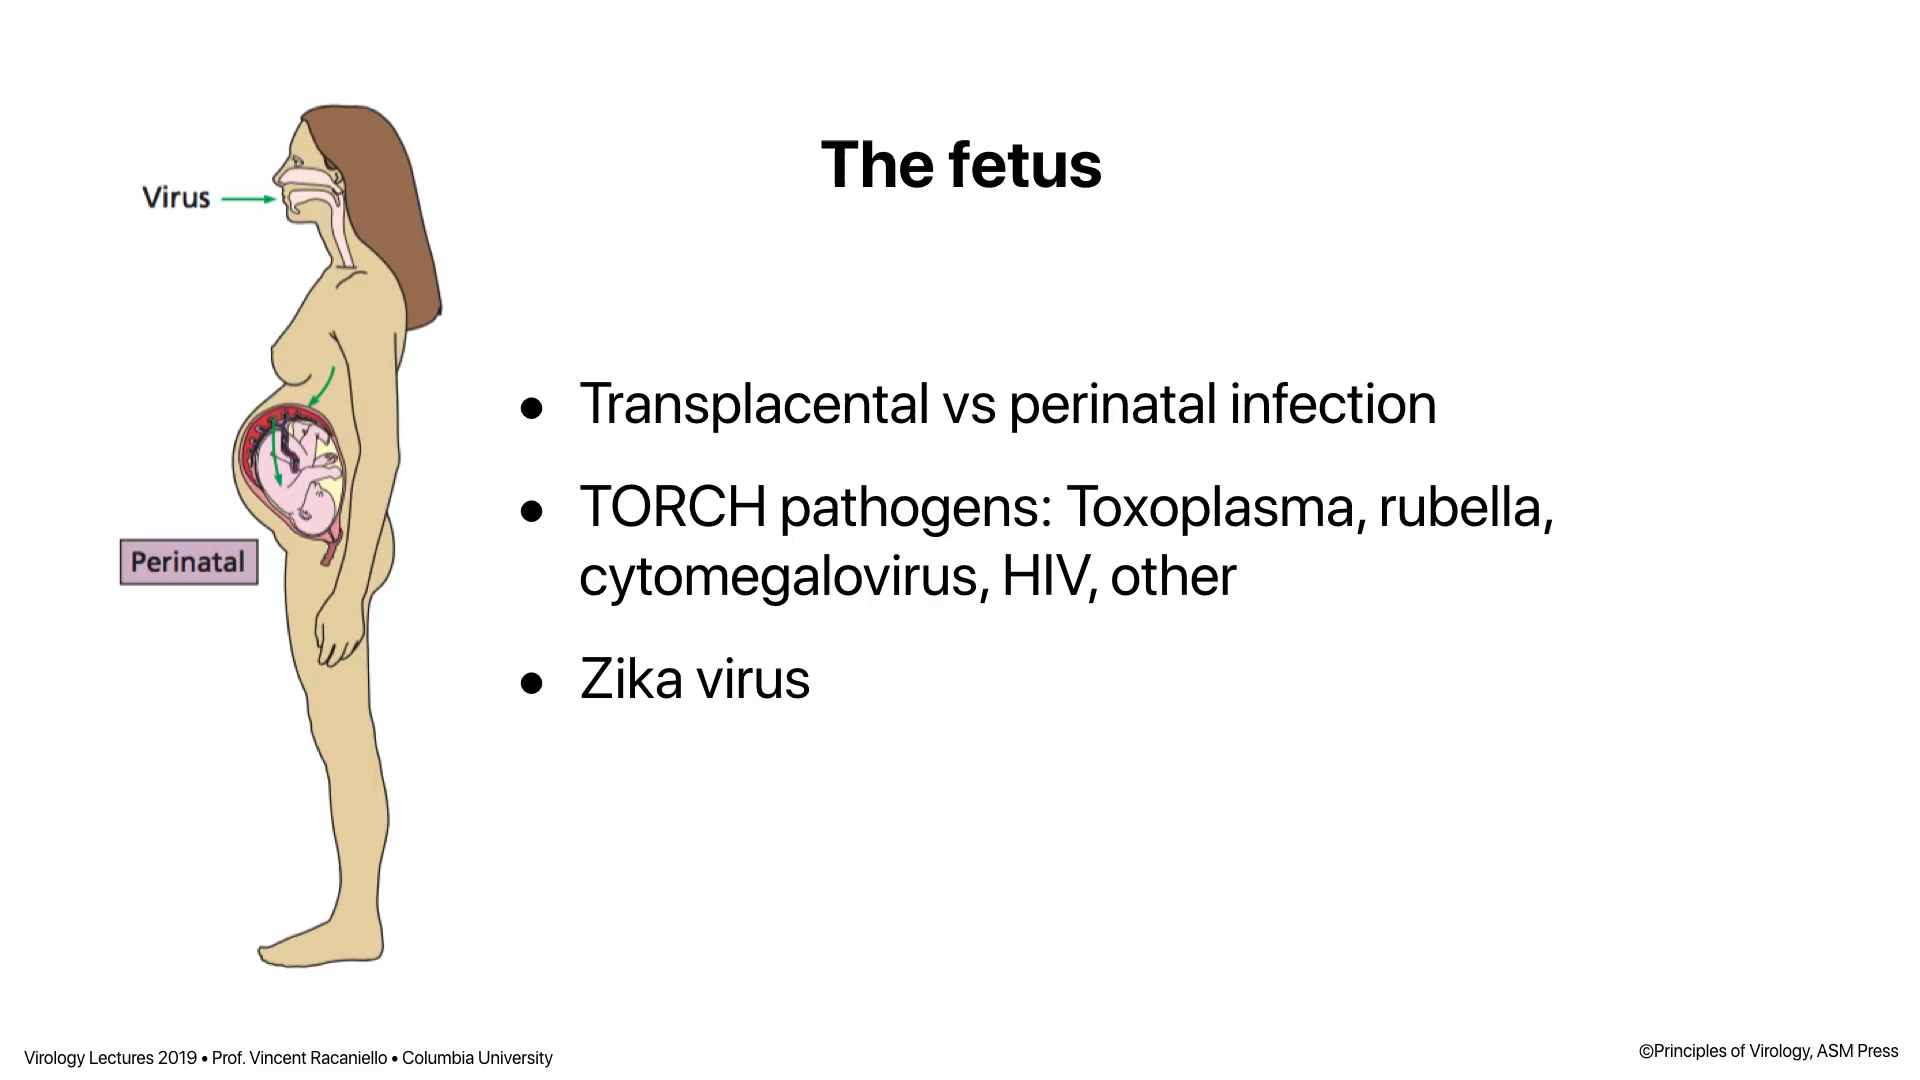 The fetus
Virus
Perinatal
● Transplacental vs perinatal infection
● TORCH pathogens: Toxoplasma, rubella,
cytomegalovirus, HIV, other
● Zika virus
Virology Lectures 2019 • Prof. Vincent Racaniello • Columbia University
©Principles of Virology, ASM Press